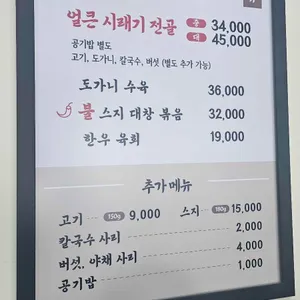 얼큰 시래기 전골 중 34,000
대 45,000
공기밥 별도
고기, 도가니, 칼국수, 버섯 (별도 추가 가능)
도가니 수육 36,000
불 스지 대창 볶음 32,000
한우 육회 19,000
추가 메뉴
고기 150g 9,000 스지 150g 15,000
칼국수 사리 2,000
버섯, 야채 사리 4,000
공기밥 1,000